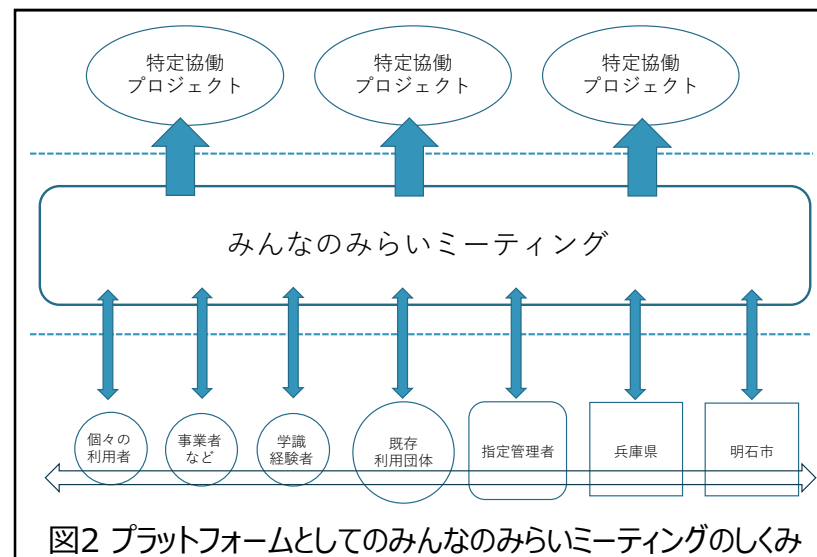 特定協働
プロジェクト
特定協働
プロジェクト
特定協働
プロジェクト
みんなのみらいミーティング
個々の
利用者
事業者
など
学識
経験者
既存
利用団体
指定管理者
兵庫県
明石市
図2 プラットフォームとしてのみんなのみらいミーティングのしくみ